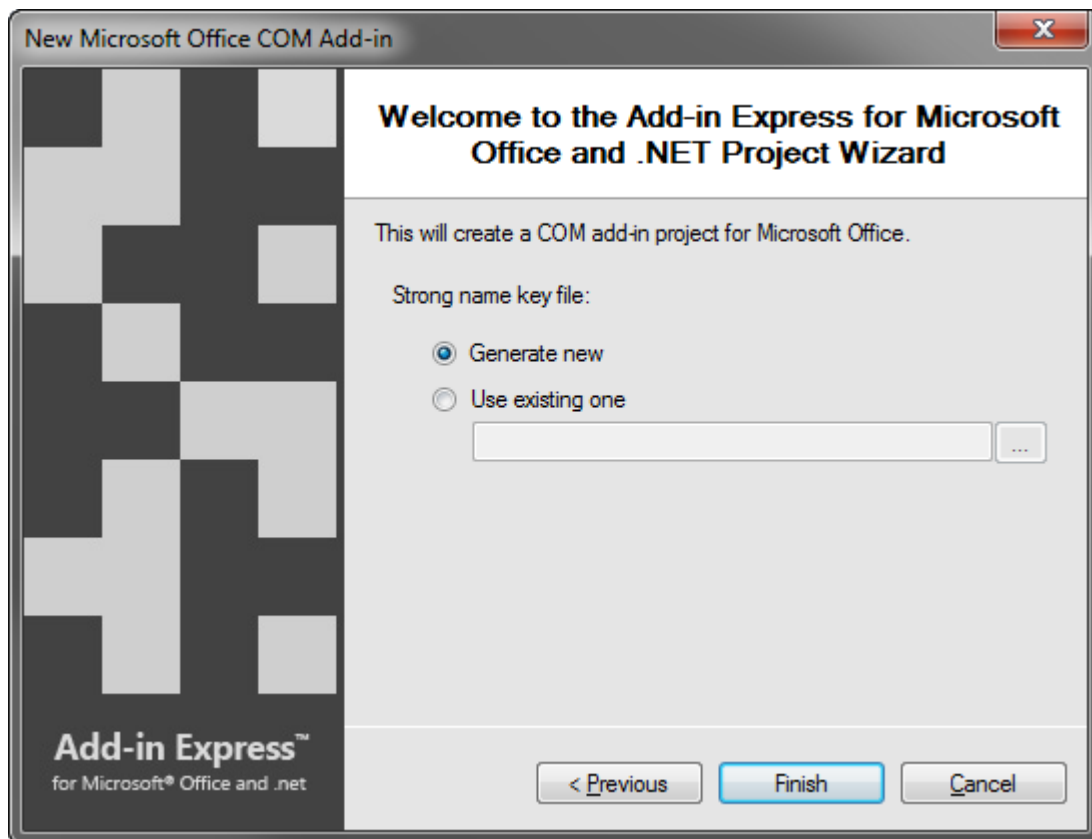 New Microsoft Office COM Add-in
Welcome to the Add-in Express for Microsoft
Office and .NET Project Wizard
This will create a COM add-in project for Microsoft Office.
Strong name key file:
Generate new
Use existing one
...
Add-in Express™
for Microsoft® Office and .net
< Previous
Finish
Cancel